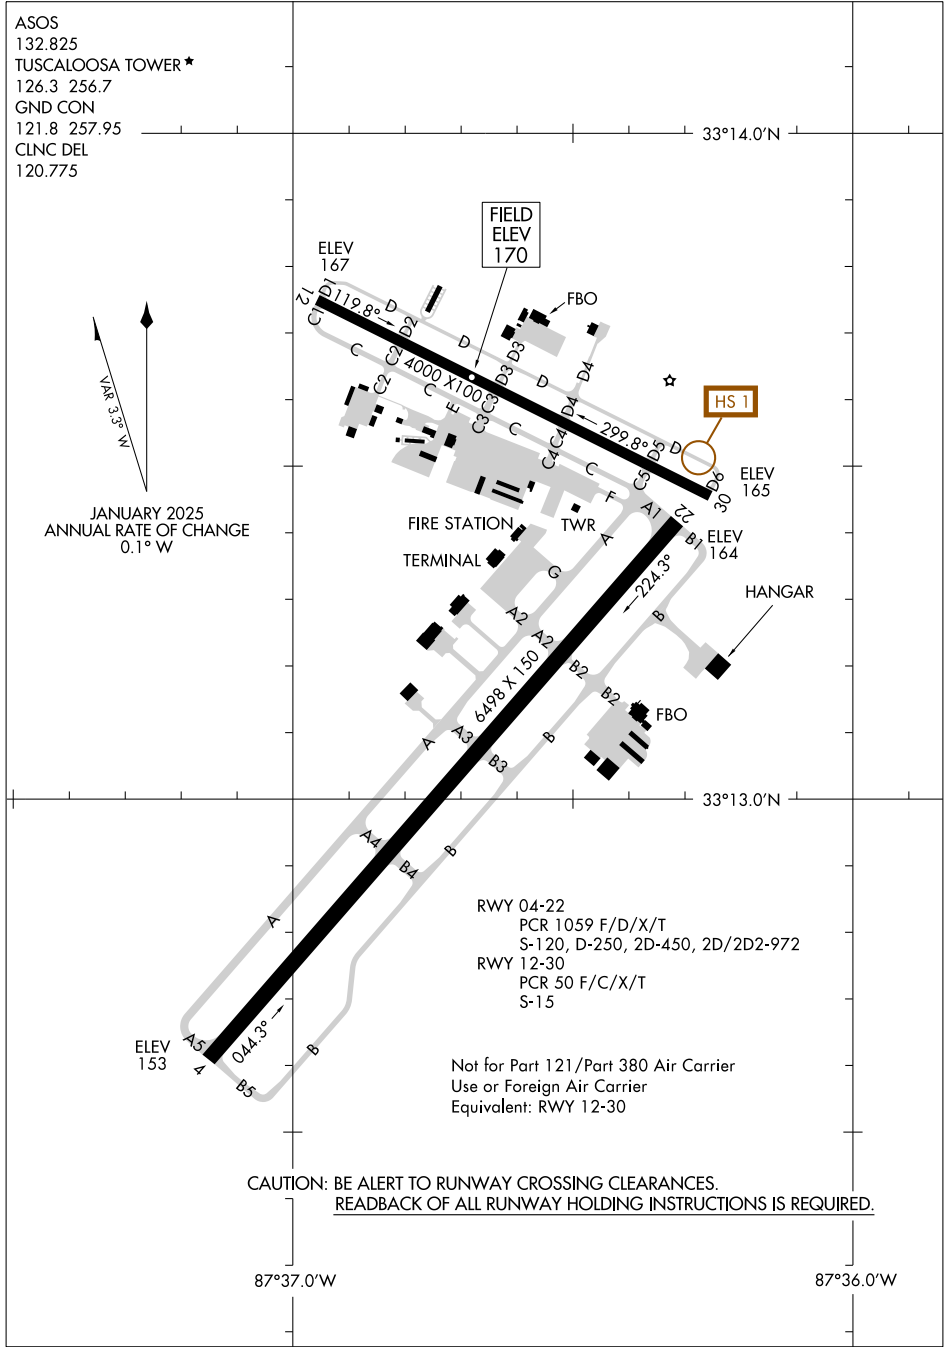 ASOS
132.825
TUSCALOOSA TOWER★
126.3 256.7
GND CON
121.8 257.95
CLNC DEL
120.775
33°14.0'N
FIELD
ELEV
170
ELEV
167
12
D1
119.8°
D
D2
C1
C
C2
C2
4000 X100
C
D
D3
D3
FBO
D
D4
D4
C3
C3
E
C
C4
C4
299.8°
D5
D
D6
HS 1
C5
C
F
30
ELEV
165
VAR 3.3° W
JANUARY 2025
ANNUAL RATE OF CHANGE
0.1° W
FIRE STATION
TWR
TERMINAL
A1
22
B1
ELEV
164
A
G
224.3°
HANGAR
B
A2
A2
B2
B2
6498 X 150
FBO
A
A3
B3
B
33°13.0'N
A4
B4
B
A
RWY 04-22
PCR 1059 F/D/X/T
S-120, D-250, 2D-450, 2D/2D2-972
RWY 12-30
PCR 50 F/C/X/T
S-15
ELEV
153
A5
4
044.3°
B
B5
Not for Part 121/Part 380 Air Carrier
Use or Foreign Air Carrier
Equivalent: RWY 12-30
CAUTION: BE ALERT TO RUNWAY CROSSING CLEARANCES.
READBACK OF ALL RUNWAY HOLDING INSTRUCTIONS IS REQUIRED.
87°37.0'W
87°36.0'W